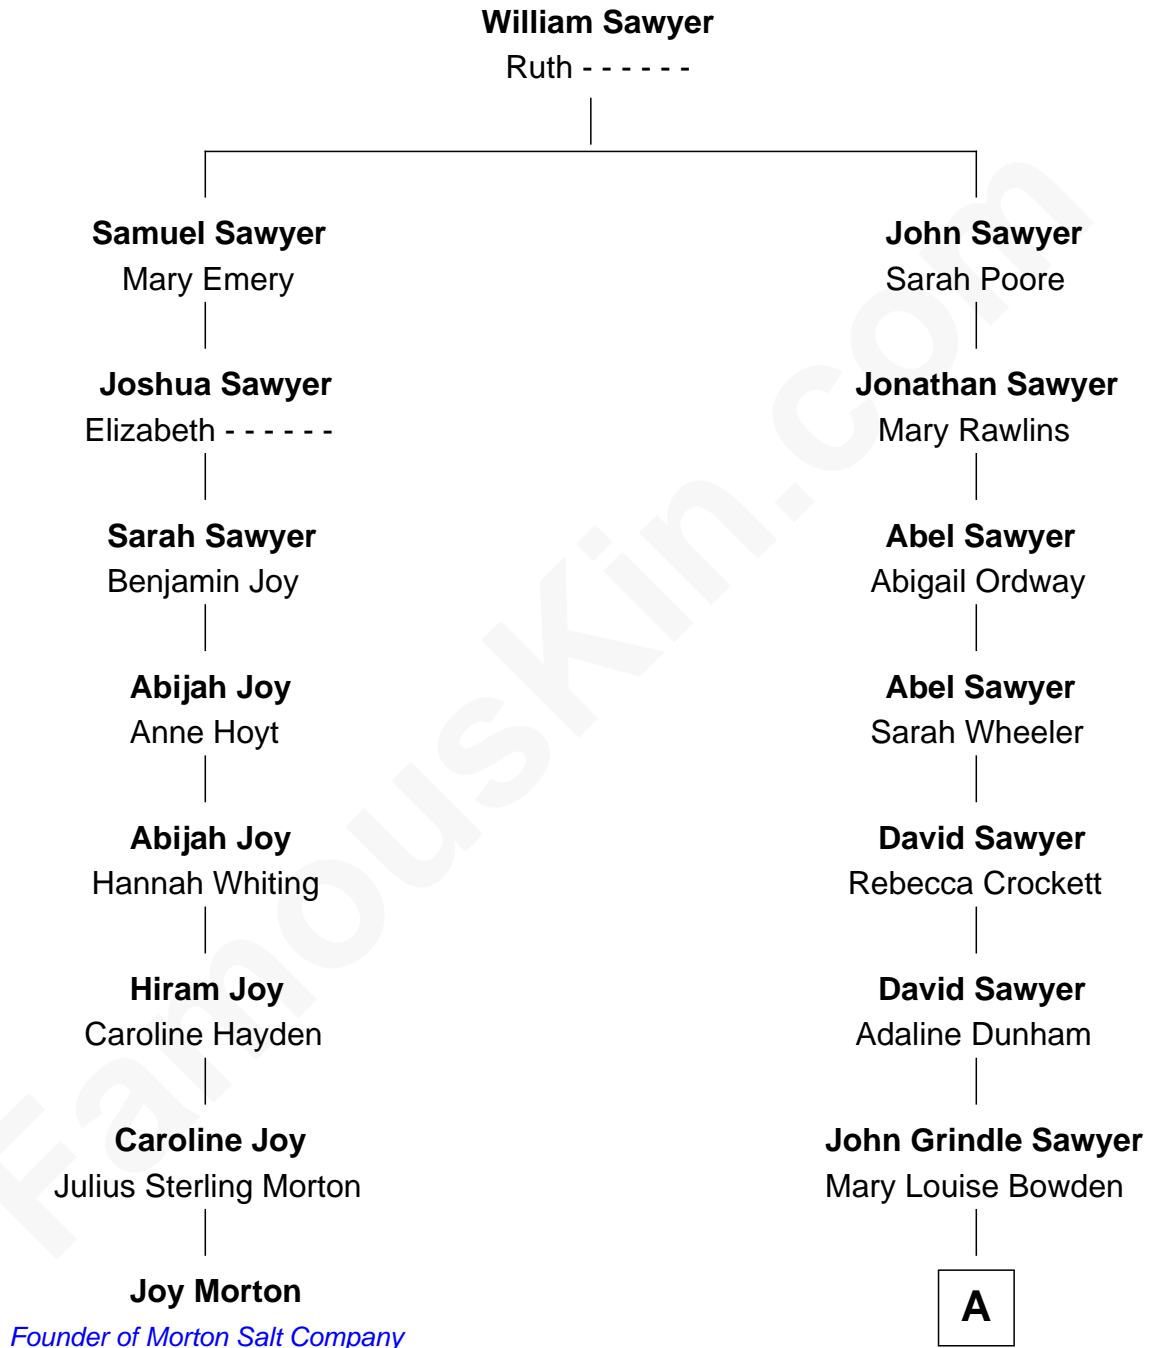 William Sawyer
Ruth - - - - - -
Samuel Sawyer
Mary Emery
John Sawyer
Sarah Poore
Joshua Sawyer
Elizabeth - - - - - -
Jonathan Sawyer
Mary Rawlins
Sarah Sawyer
Benjamin Joy
Abel Sawyer
Abigail Ordway
Abijah Joy
Anne Hoyt
Abel Sawyer
Sarah Wheeler
Abijah Joy
Hannah Whiting
David Sawyer
Rebecca Crockett
Hiram Joy
Caroline Hayden
David Sawyer
Adaline Dunham
Caroline Joy
Julius Sterling Morton
John Grindle Sawyer
Mary Louise Bowden
Joy Morton
Founder of Morton Salt Company
A
FamousKin.com